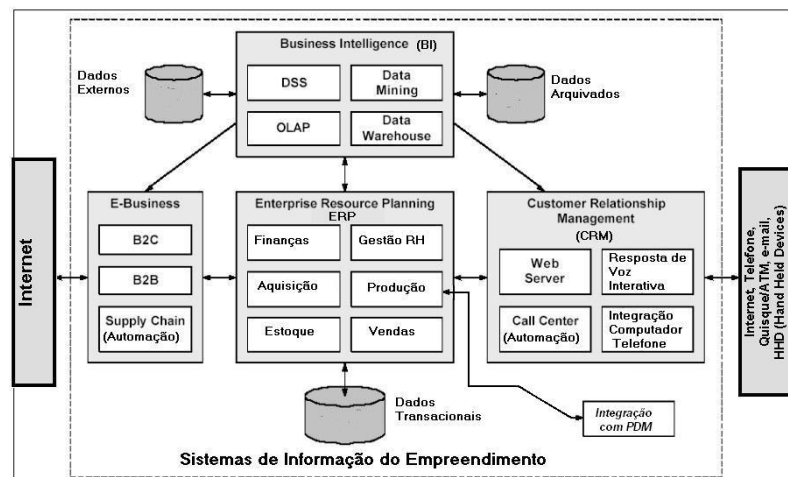 Business Intelligence (BI)
Dados
Externos
DSS
Data
Mining
OLAP
Data
Warehouse
Dados
Arquivados
Internet
E-Business
B2C
B2B
Supply Chain
(Automação)
Enterprise Resource Planning
ERP
Finanças
Gestão RH
Aquisição
Produção
Estoque
Vendas
Customer Relationship
Management
(CRM)
Web
Server
Resposta de
Voz
Interativa
Call Center
(Automação)
Integração
Computador
Telefone
Internet, Telefone,
Quisque/ATM, e-mail,
HHD (Hand Held Devices)
Dados
Transacionais
Integração
com PDM
Sistemas de Informação do Empreendimento